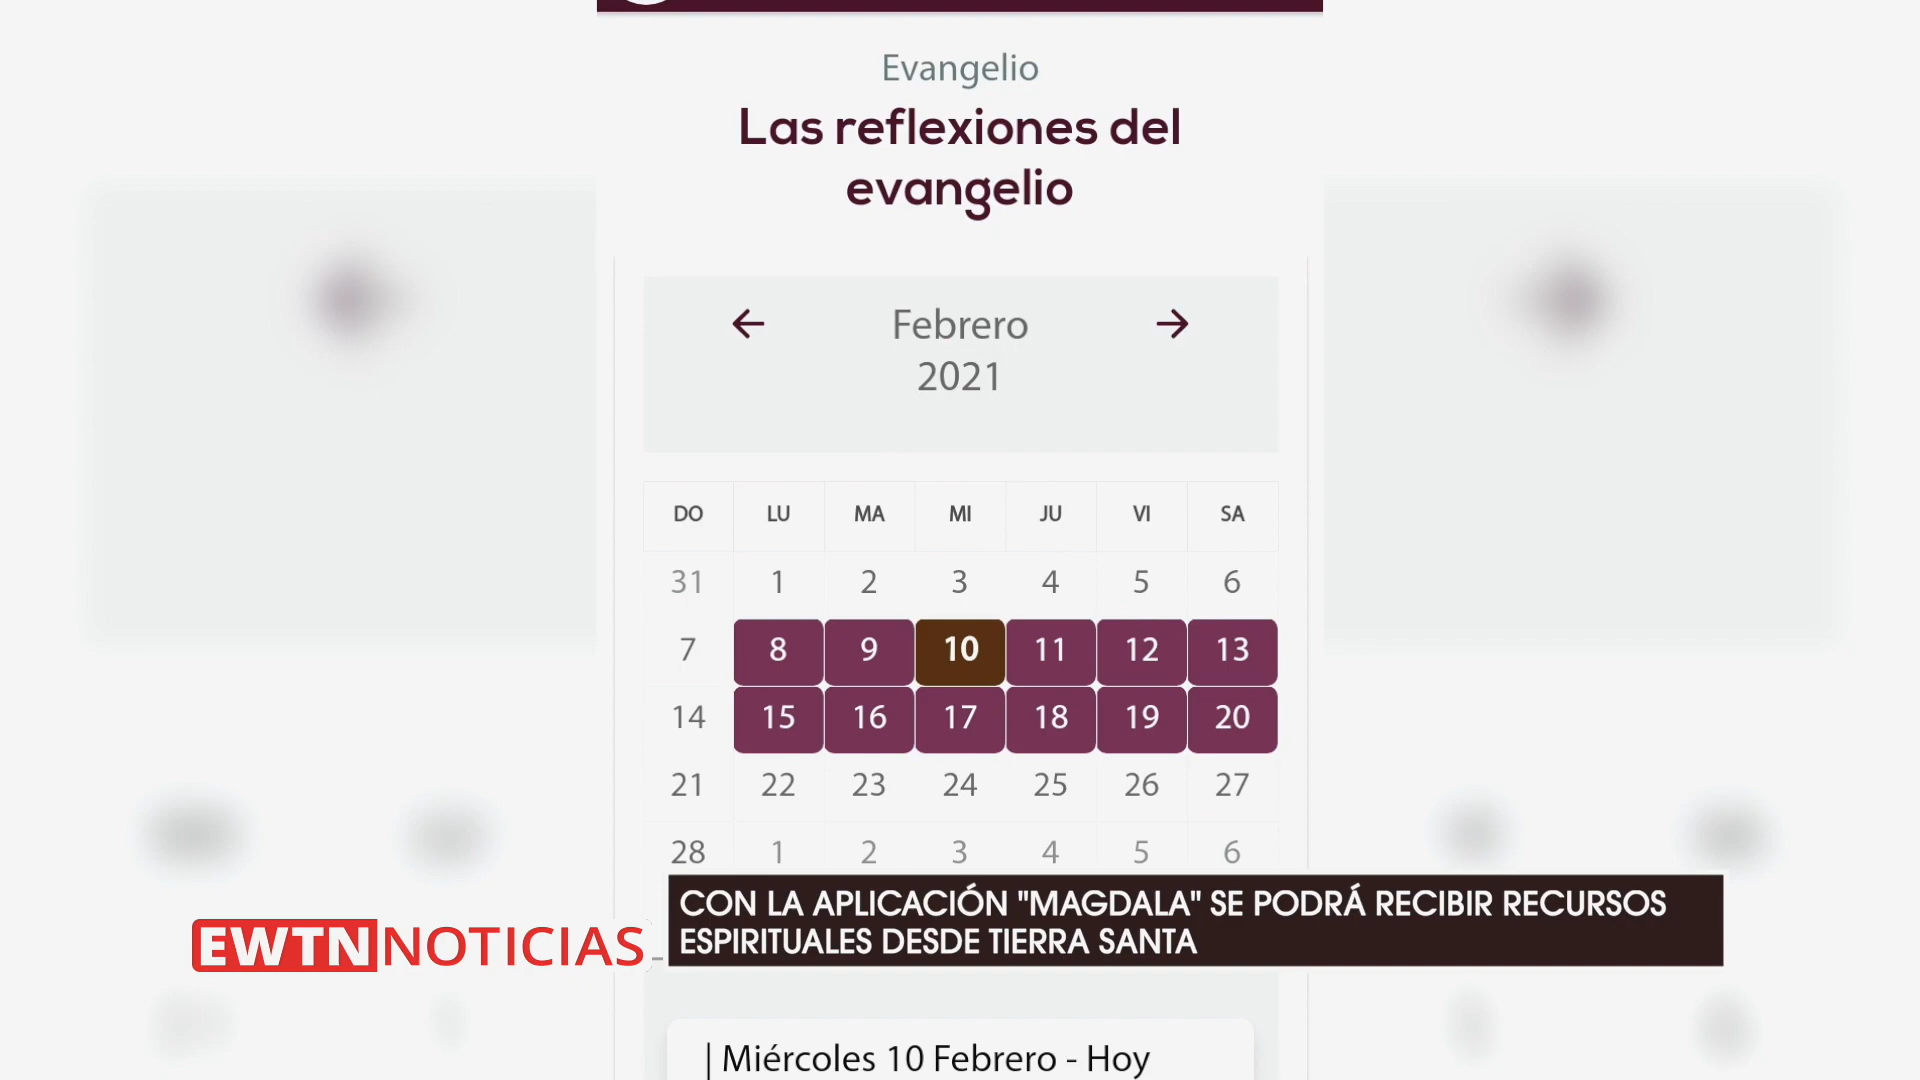 Evangelio
Las reflexiones del
evangelio
Febrero
2021
DO LU MA MI JU VI SA
31 1 2 3 4 5 6
7 8 9 10 11 12 13
14 15 16 17 18 19 20
21 22 23 24 25 26 27
28 1 2 3 4 5 6
CON LA APLICACIÓN "MAGDALA" SE PODRÁ RECIBIR RECURSOS
ESPIRITUALES DESDE TIERRA SANTA
EWTN NOTICIAS
| Miércoles 10 Febrero - Hoy